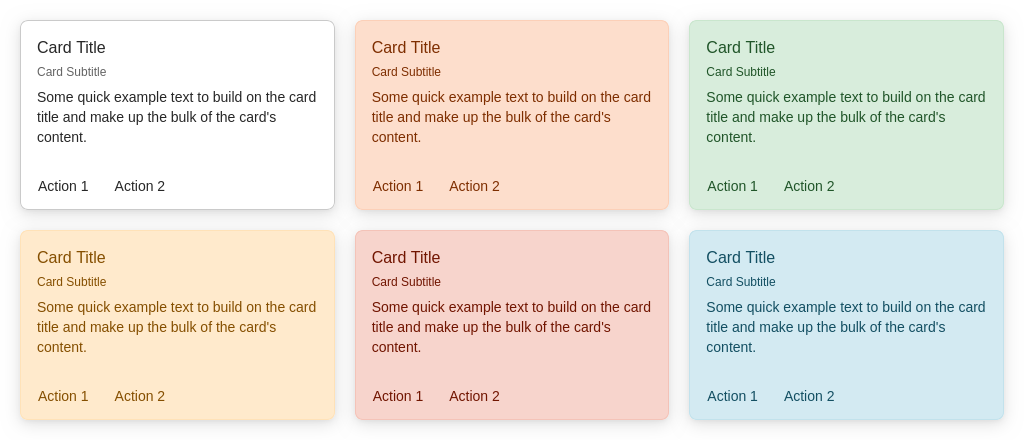 Card Title
Card Subtitle
Some quick example text to build on the card
title and make up the bulk of the card's
content.
Action 1 Action 2
Card Title
Card Subtitle
Some quick example text to build on the card
title and make up the bulk of the card's
content.
Action 1 Action 2
Card Title
Card Subtitle
Some quick example text to build on the card
title and make up the bulk of the card's
content.
Action 1 Action 2
Card Title
Card Subtitle
Some quick example text to build on the card
title and make up the bulk of the card's
content.
Action 1 Action 2
Card Title
Card Subtitle
Some quick example text to build on the card
title and make up the bulk of the card's
content.
Action 1 Action 2
Card Title
Card Subtitle
Some quick example text to build on the card
title and make up the bulk of the card's
content.
Action 1 Action 2